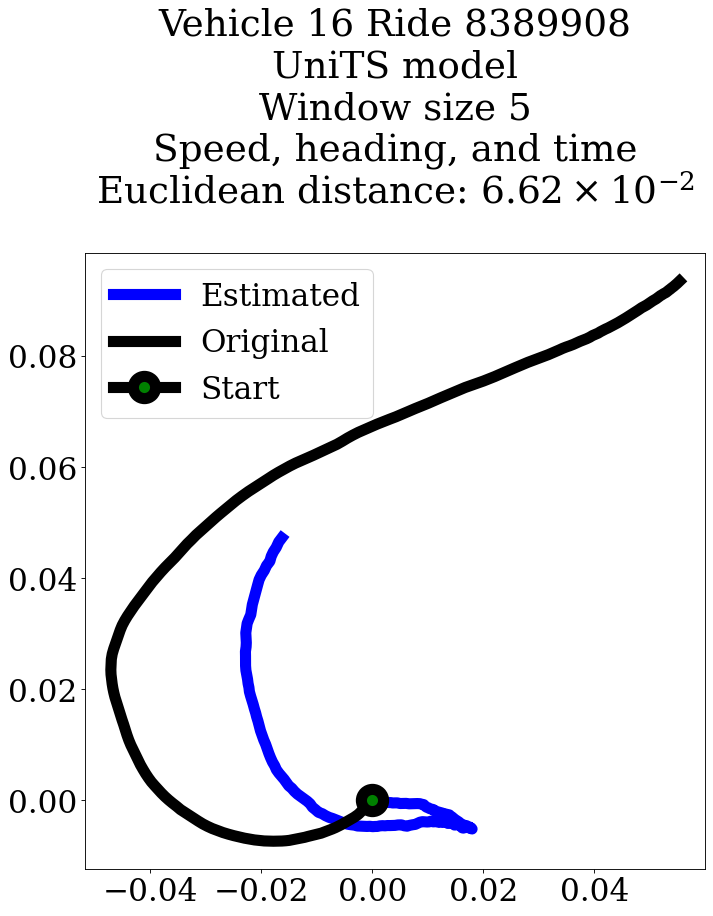 Vehicle 16 Ride 8389908
UniTS model
Window size 5
Speed, heading, and time
Euclidean distance: 6.62 × 10⁻²
Estimated
Original
Start
0.08
0.06
0.04
0.02
0.00
−0.04 −0.02 0.00 0.02 0.04